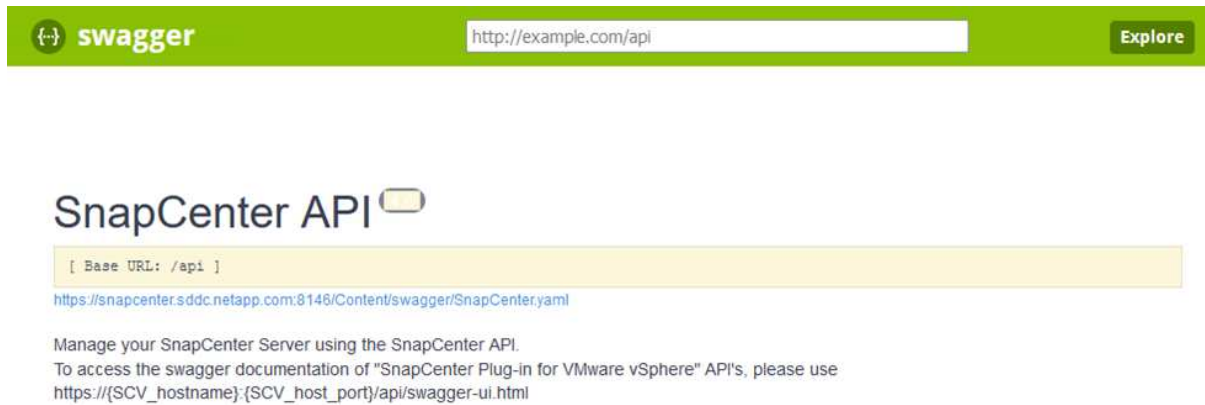 {··} swagger
http://example.com/api
Explore
SnapCenter API
[ Base URL: /api ]
https://snapcenter.sddc.netapp.com:8146/Content/swagger/SnapCenter.yaml
Manage your SnapCenter Server using the SnapCenter API.
To access the swagger documentation of "SnapCenter Plug-in for VMware vSphere" API's, please use
https://{SCV_hostname}:{SCV_host_port}/api/swagger-ui.html